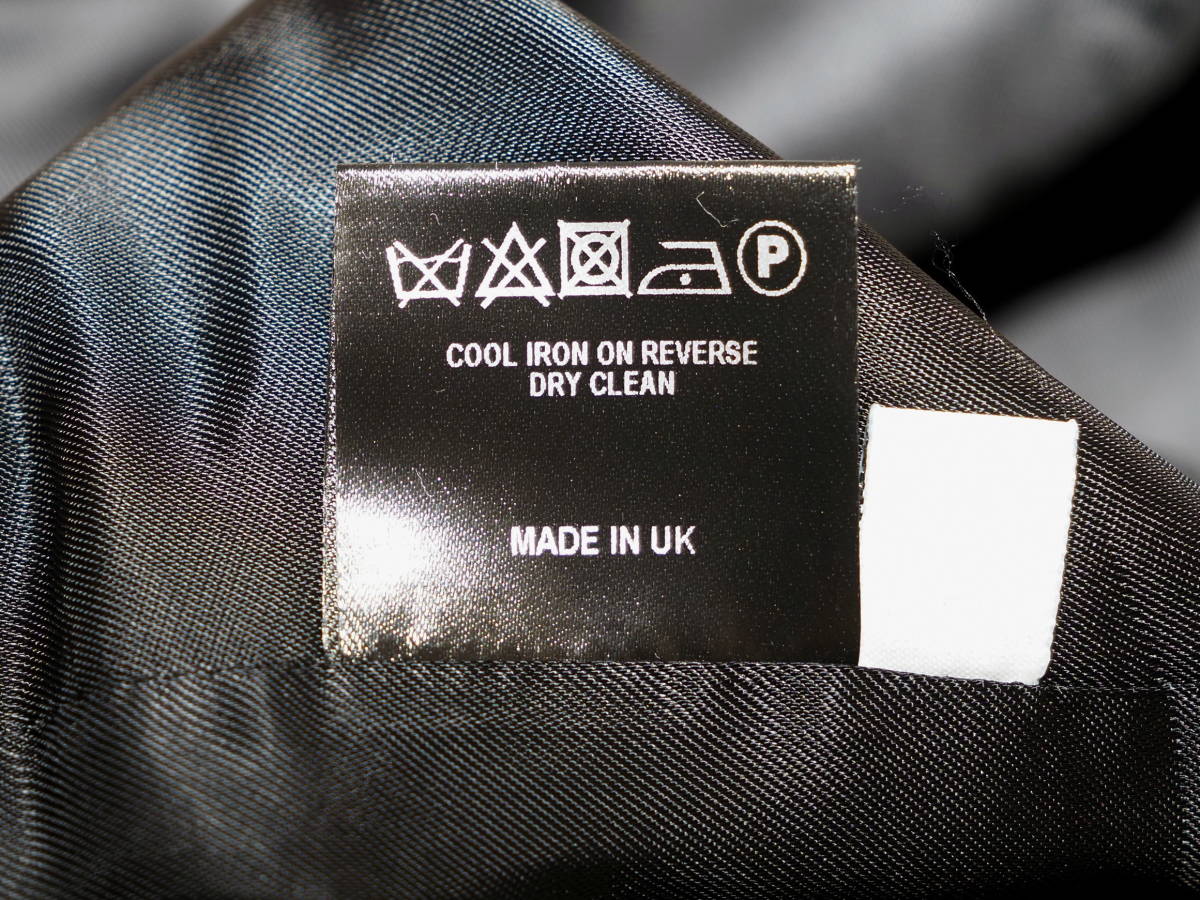 P
COOL IRON ON REVERSE
DRY CLEAN
MADE IN UK